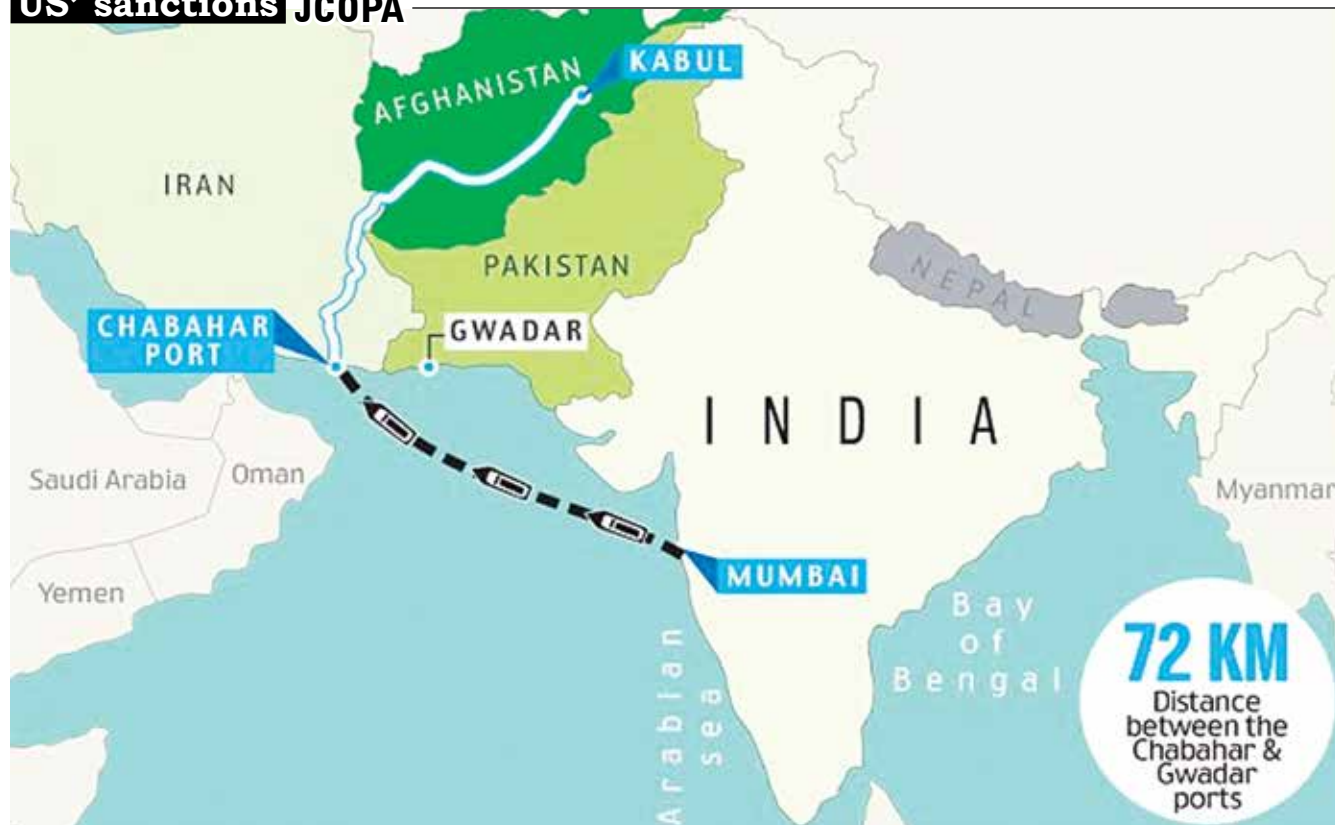 US' sanctions JCOPA
KABUL
AFGHANISTAN
IRAN
PAKISTAN
NEPAL
CHABAHAR
PORT
GWADAR
INDIA
Saudi Arabia
Oman
Myanmar
Yemen
MUMBAI
Bay
of
Bengal
Arabian
sea
72 KM
Distance
between the
Chabahar &
Gwadar
ports